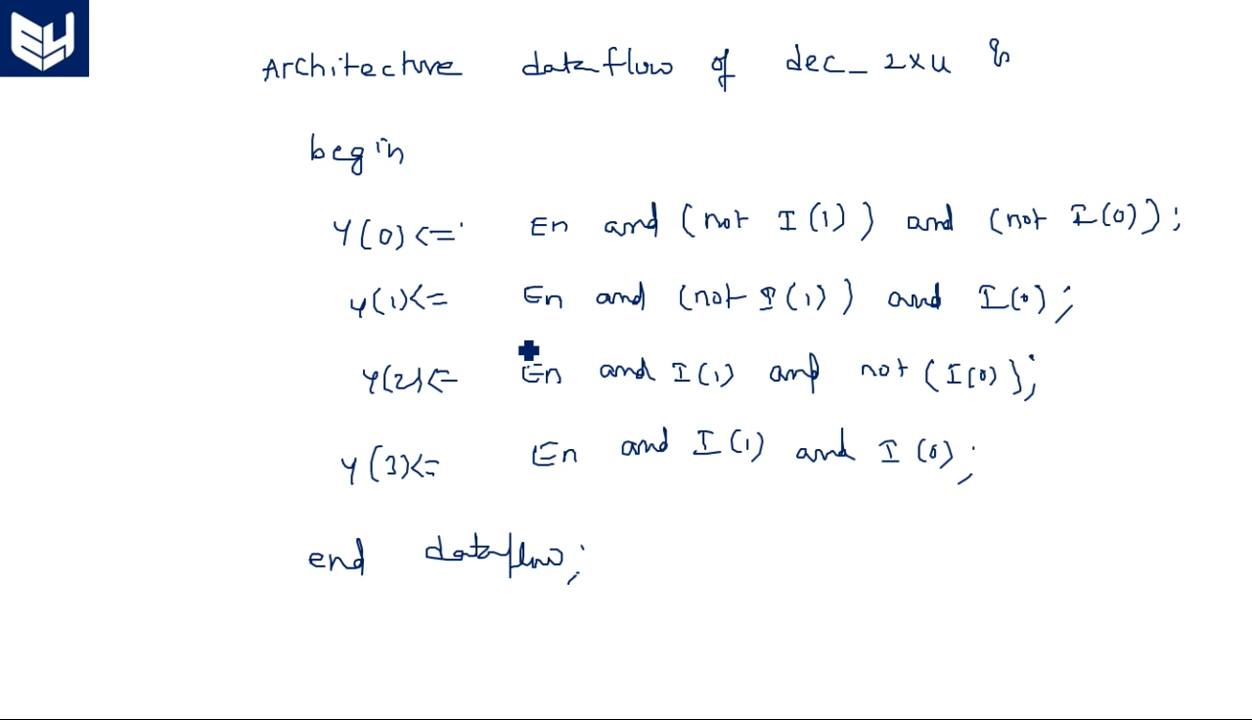 Architecture dataflow of dec_2x4 is
begin
Y(0)<= En and (not I(1)) and (not I(0));
Y(1)<= En and (not I(1)) and I(0);
Y(2)<= En and I(1) and not (I(0));
Y(3)<= En and I(1) and I(0);
end dataflow;